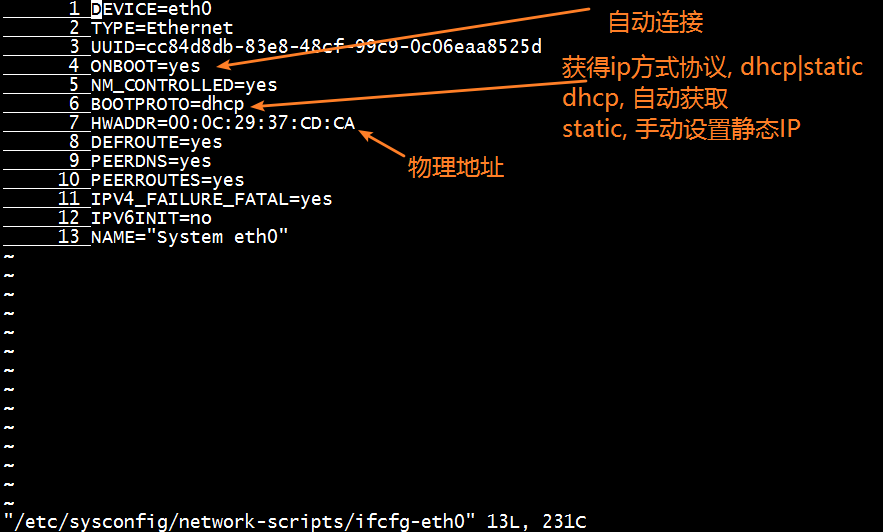 1 DEVICE=eth0
2 TYPE=Ethernet
3 UUID=cc84d8db-83e8-48cf-99c9-0c06eaa8525d
4 ONBOOT=yes
5 NM_CONTROLLED=yes
6 BOOTPROTO=dhcp
7 HWADDR=00:0C:29:37:CD:CA
8 DEFROUTE=yes
9 PEERDNS=yes
10 PEERROUTES=yes
11 IPV4_FAILURE_FATAL=yes
12 IPV6INIT=no
13 NAME="System eth0"
自动连接
获得ip方式协议, dhcp|static
dhcp, 自动获取
static, 手动设置静态IP
物理地址
~
~
~
~
~
~
~
~
~
~
~
~
~
~
"/etc/sysconfig/network-scripts/ifcfg-eth0" 13L, 231C